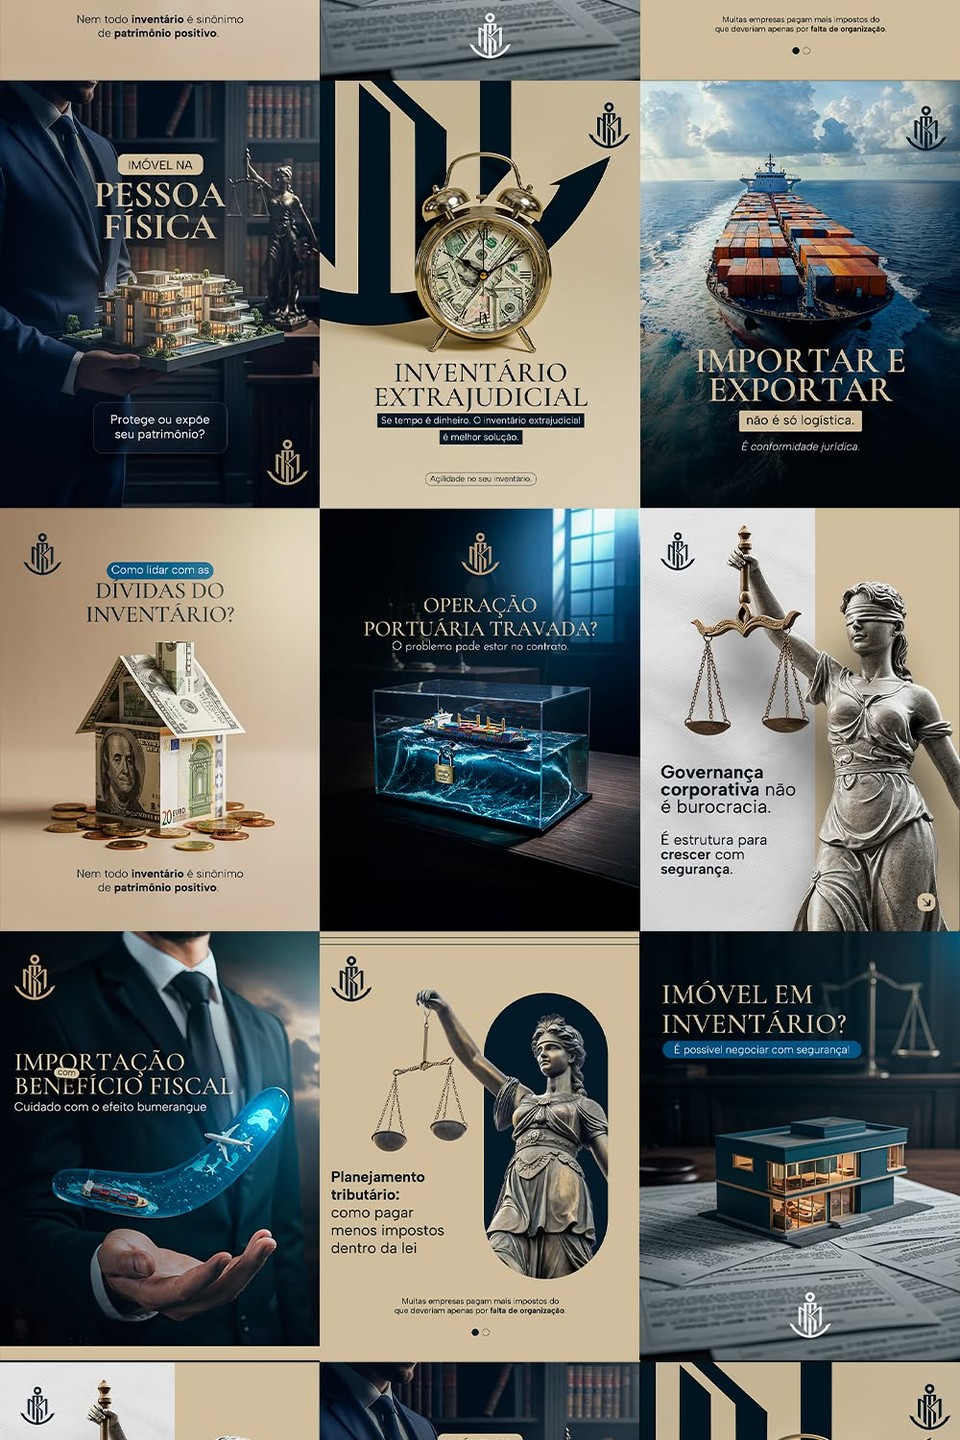 Nem todo inventário é sinônimo
de patrimônio positivo.
Muitas empresas pagam mais impostos do
que deveriam apenas por falta de organização.
IMÓVEL NA
PESSOA
FÍSICA
Protege ou expõe
seu patrimônio?
INVENTÁRIO
EXTRAJUDICIAL
Se tempo é dinheiro. O inventário extrajudicial
é melhor solução.
Agilidade no seu inventário.
IMPORTAR E
EXPORTAR
não é só logística.
É conformidade jurídica.
Como lidar com as
DÍVIDAS DO
INVENTÁRIO?
20 EURO
Nem todo inventário é sinônimo
de patrimônio positivo.
OPERAÇÃO
PORTUÁRIA TRAVADA?
O problema pode estar no contrato.
Governança
corporativa não
é burocracia.
É estrutura para
crescer com
segurança.
IMPORTAÇÃO
com
BENEFÍCIO FISCAL
Cuidado com o efeito bumerangue
Planejamento
tributário:
como pagar
menos impostos
dentro da lei
Muitas empresas pagam mais impostos do
que deveriam apenas por falta de organização.
IMÓVEL EM
INVENTÁRIO?
É possível negociar com segurança!